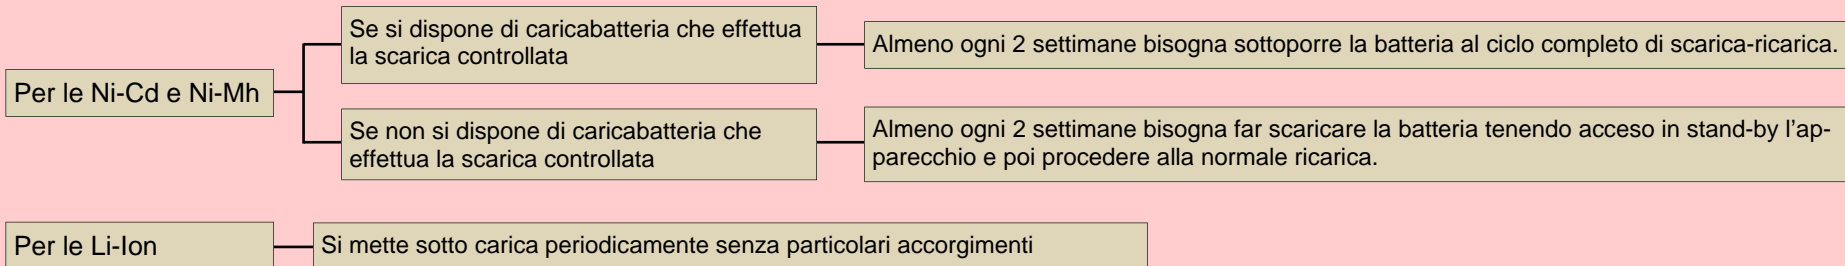 Per le Ni-Cd e Ni-Mh
Se si dispone di caricabatteria che effettua
la scarica controllata
Almeno ogni 2 settimane bisogna sottoporre la batteria al ciclo completo di scarica-ricarica.
Se non si dispone di caricabatteria che
effettua la scarica controllata
Almeno ogni 2 settimane bisogna far scaricare la batteria tenendo acceso in stand-by l’ap-
parecchio e poi procedere alla normale ricarica.
Per le Li-Ion
Si mette sotto carica periodicamente senza particolari accorgimenti